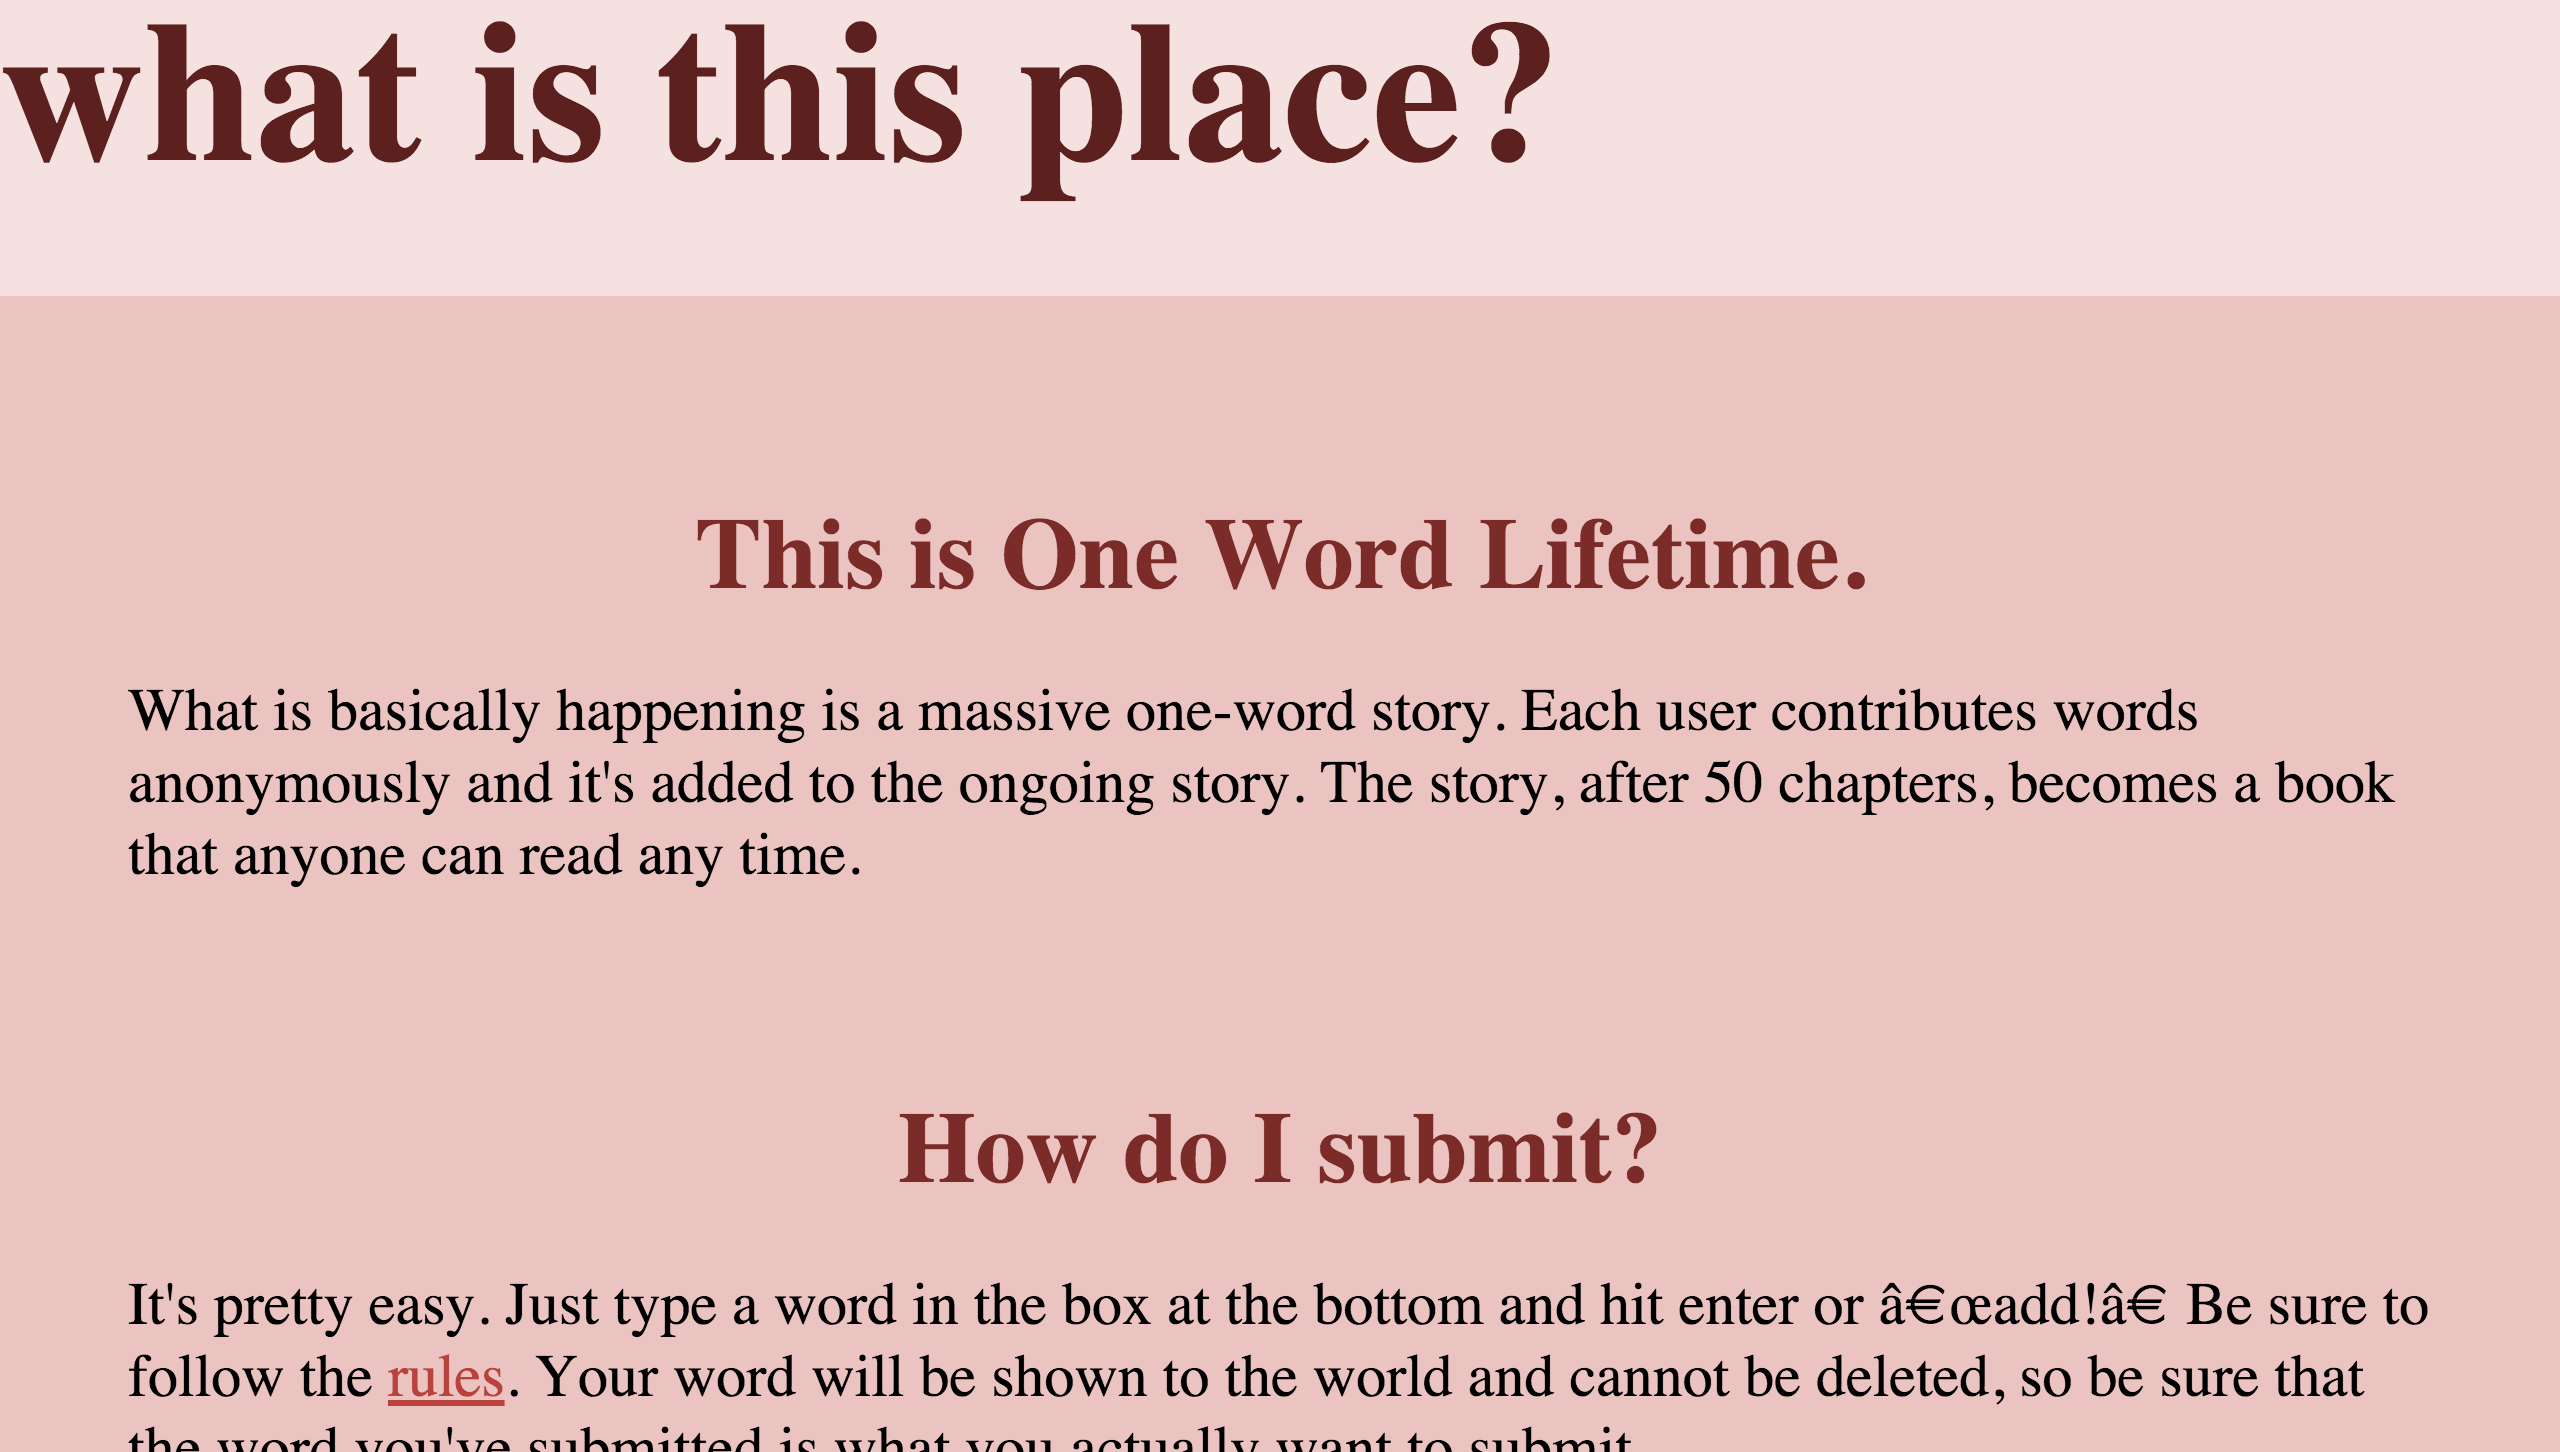 what is this place?
This is One Word Lifetime.
What is basically happening is a massive one-word story. Each user contributes words
anonymously and it's added to the ongoing story. The story, after 50 chapters, becomes a book
that anyone can read any time.
How do I submit?
It's pretty easy. Just type a word in the box at the bottom and hit enter or â€œadd!â€ Be sure to
follow the rules. Your word will be shown to the world and cannot be deleted, so be sure that
the word you've submitted is what you actually want to submit.